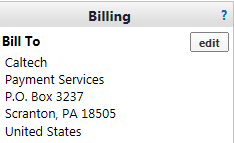 Billing ?
Bill To edit
Caltech
Payment Services
P.O. Box 3237
Scranton, PA 18505
United States